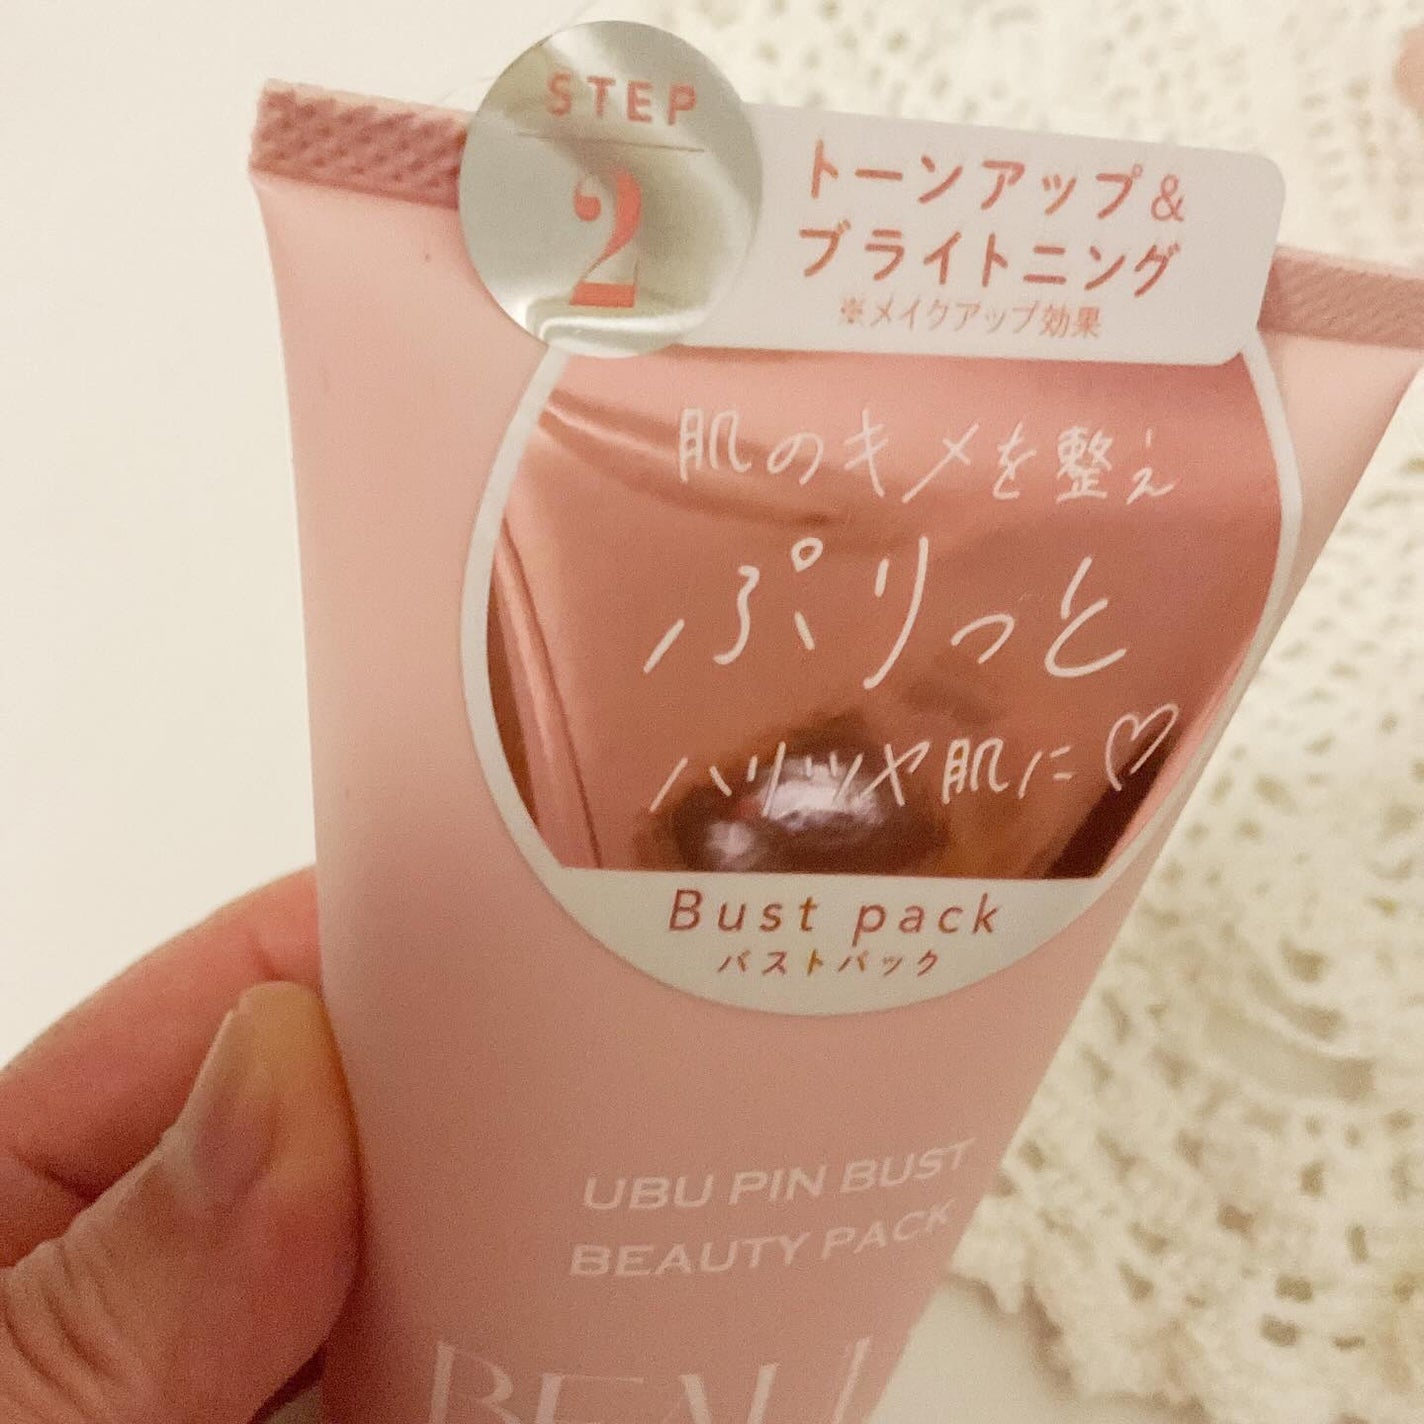 STEP
2
トーンアップ&
ブライトニング
※メイクアップ効果
肌のキメを整え
ぷりっと
ハリツヤ肌に♡
Bust pack
バストパック
UBU PIN BUST
BEAUTY PACK